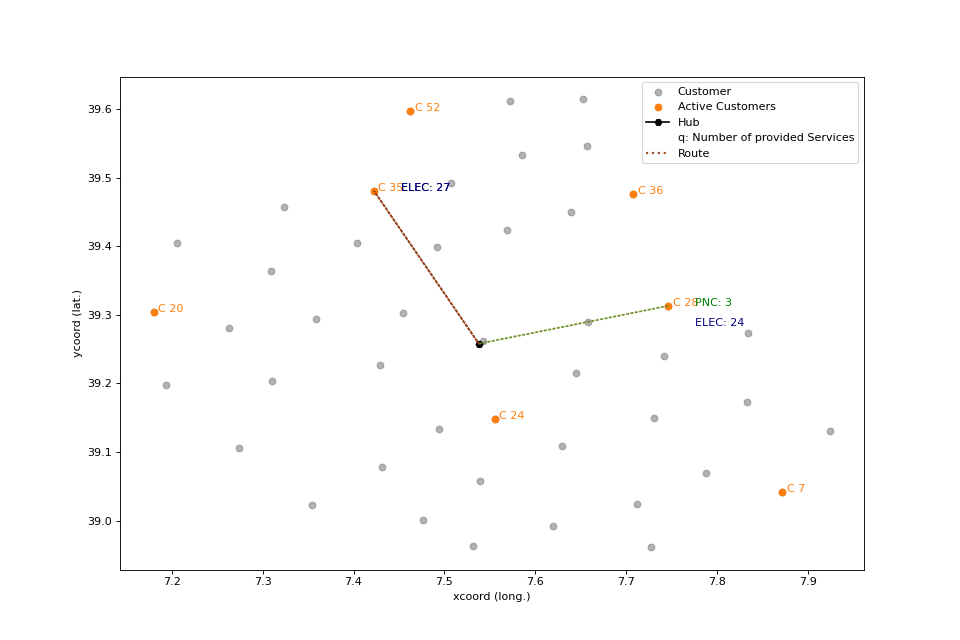 Customer
Active Customers
Hub
q: Number of provided Services
Route
C 52
C 35
ELEC: 27
C 36
C 20
C 28
PNC: 3
ELEC: 24
C 24
C 7
39.6
39.5
39.4
39.3
39.2
39.1
39.0
ycoord (lat.)
7.2 7.3 7.4 7.5 7.6 7.7 7.8 7.9
xcoord (long.)